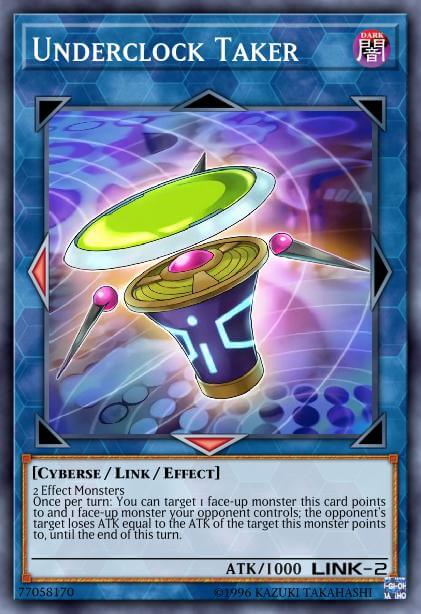 UNDERCLOCK TAKER
DARK
闇
[CYBERSE / LINK / EFFECT]
2 Effect Monsters
Once per turn: You can target 1 face-up monster this card points
to and 1 face-up monster your opponent controls; the opponent's
target loses ATK equal to the ATK of the target this monster points
to, until the end of this turn.
ATK/1000 LINK-2
77058170
©1996 KAZUKI TAKAHASHI